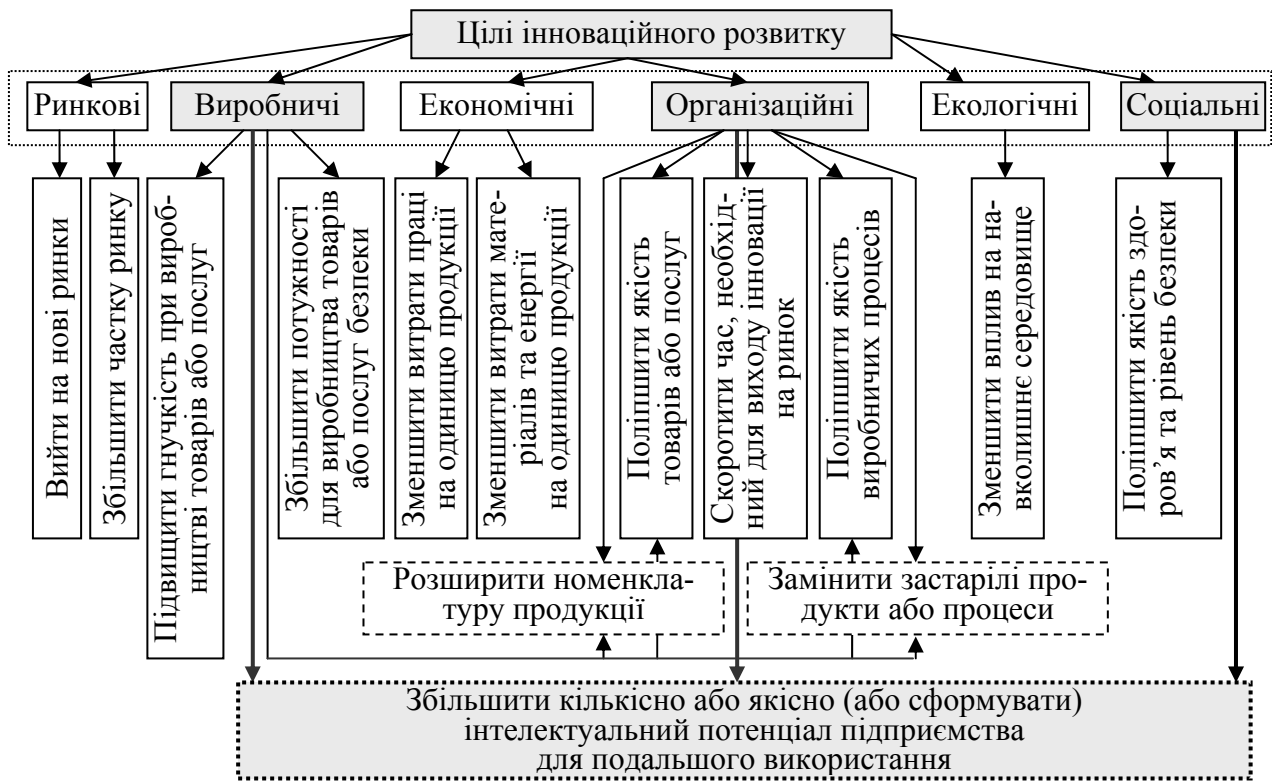 Цілі інноваційного розвитку
Ринкові
Виробничі
Економічні
Організаційні
Екологічні
Соціальні
Вийти на нові ринки
Збільшити частку ринку
Підвищити гнучкість при вироб-
ництві товарів або послуг
Збільшити потужності
для виробництва товарів
або послуг безпеки
Зменшити витрати праці
на одиницю продукції
Зменшити витрати мате-
ріалів та енергії
на одиницю продукції
Поліпшити якість
товарів або послуг
Скоротити час, необхід-
ний для виходу інновації
на ринок
Поліпшити якість
виробничих процесів
Зменшити вплив на на-
вколишнє середовище
Поліпшити якість здо-
ров’я та рівень безпеки
Розширити номенкла-
туру продукції
Замінити застарілі про-
дукти або процеси
Збільшити кількісно або якісно (або сформувати)
інтелектуальний потенціал підприємства
для подальшого використання